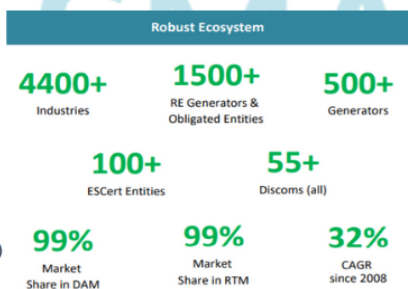 Robust Ecosystem
4400+
Industries
1500+
RE Generators &
Obligated Entities
500+
Generators
100+
ESCert Entities
55+
Discoms (all)
99%
Market
Share in DAM
99%
Market
Share in RTM
32%
CAGR
since 2008